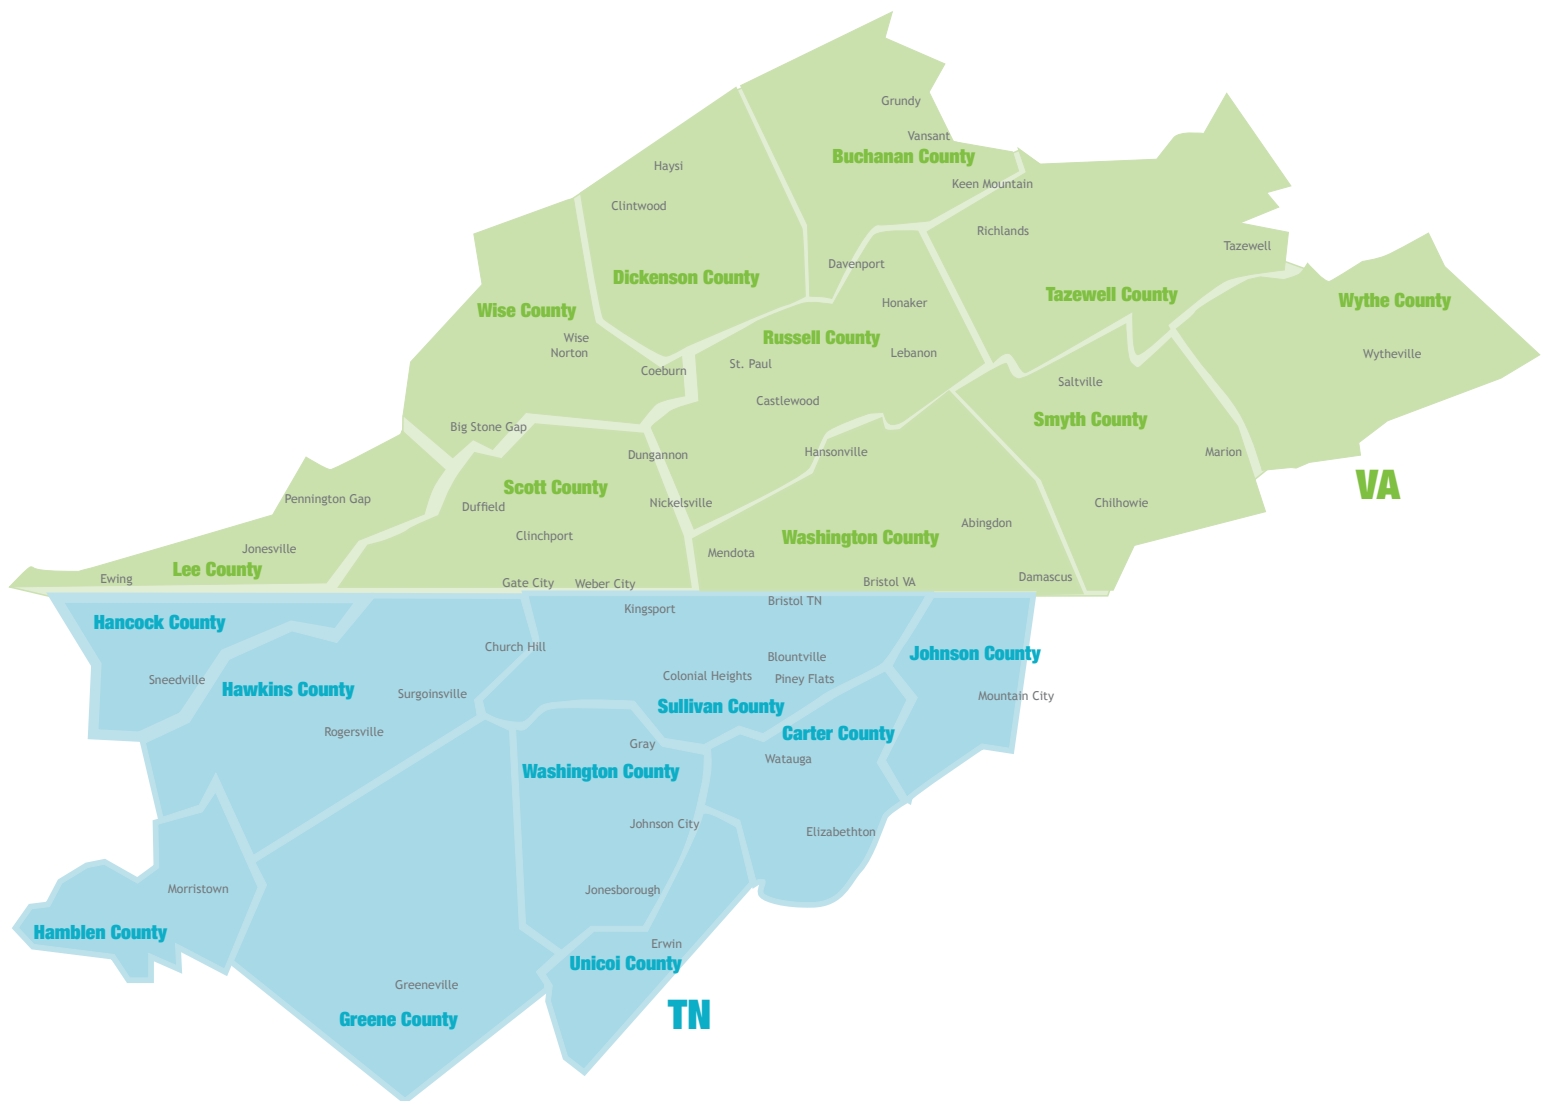 Grundy
Vansant
Buchanan County
Haysi
Keen Mountain
Clintwood
Richlands
Tazewell
Davenport
Dickenson County
Tazewell County
Wythe County
Honaker
Wise County
Wise
Russell County
Norton
Lebanon
Wytheville
St. Paul
Coeburn
Saltville
Castlewood
Smyth County
Big Stone Gap
Hansonville
Marion
Dungannon
VA
Scott County
Pennington Gap
Duffield
Nickelsville
Chilhowie
Abingdon
Clinchport
Washington County
Jonesville
Mendota
Lee County
Ewing
Damascus
Gate City
Weber City
Bristol VA
Bristol TN
Kingsport
Hancock County
Church Hill
Johnson County
Blountville
Colonial Heights
Piney Flats
Sneedville
Hawkins County
Surgoinsville
Mountain City
Sullivan County
Rogersville
Carter County
Gray
Watauga
Washington County
Johnson City
Elizabethton
Morristown
Jonesborough
Hamblen County
Erwin
Unicoi County
Greeneville
TN
Greene County